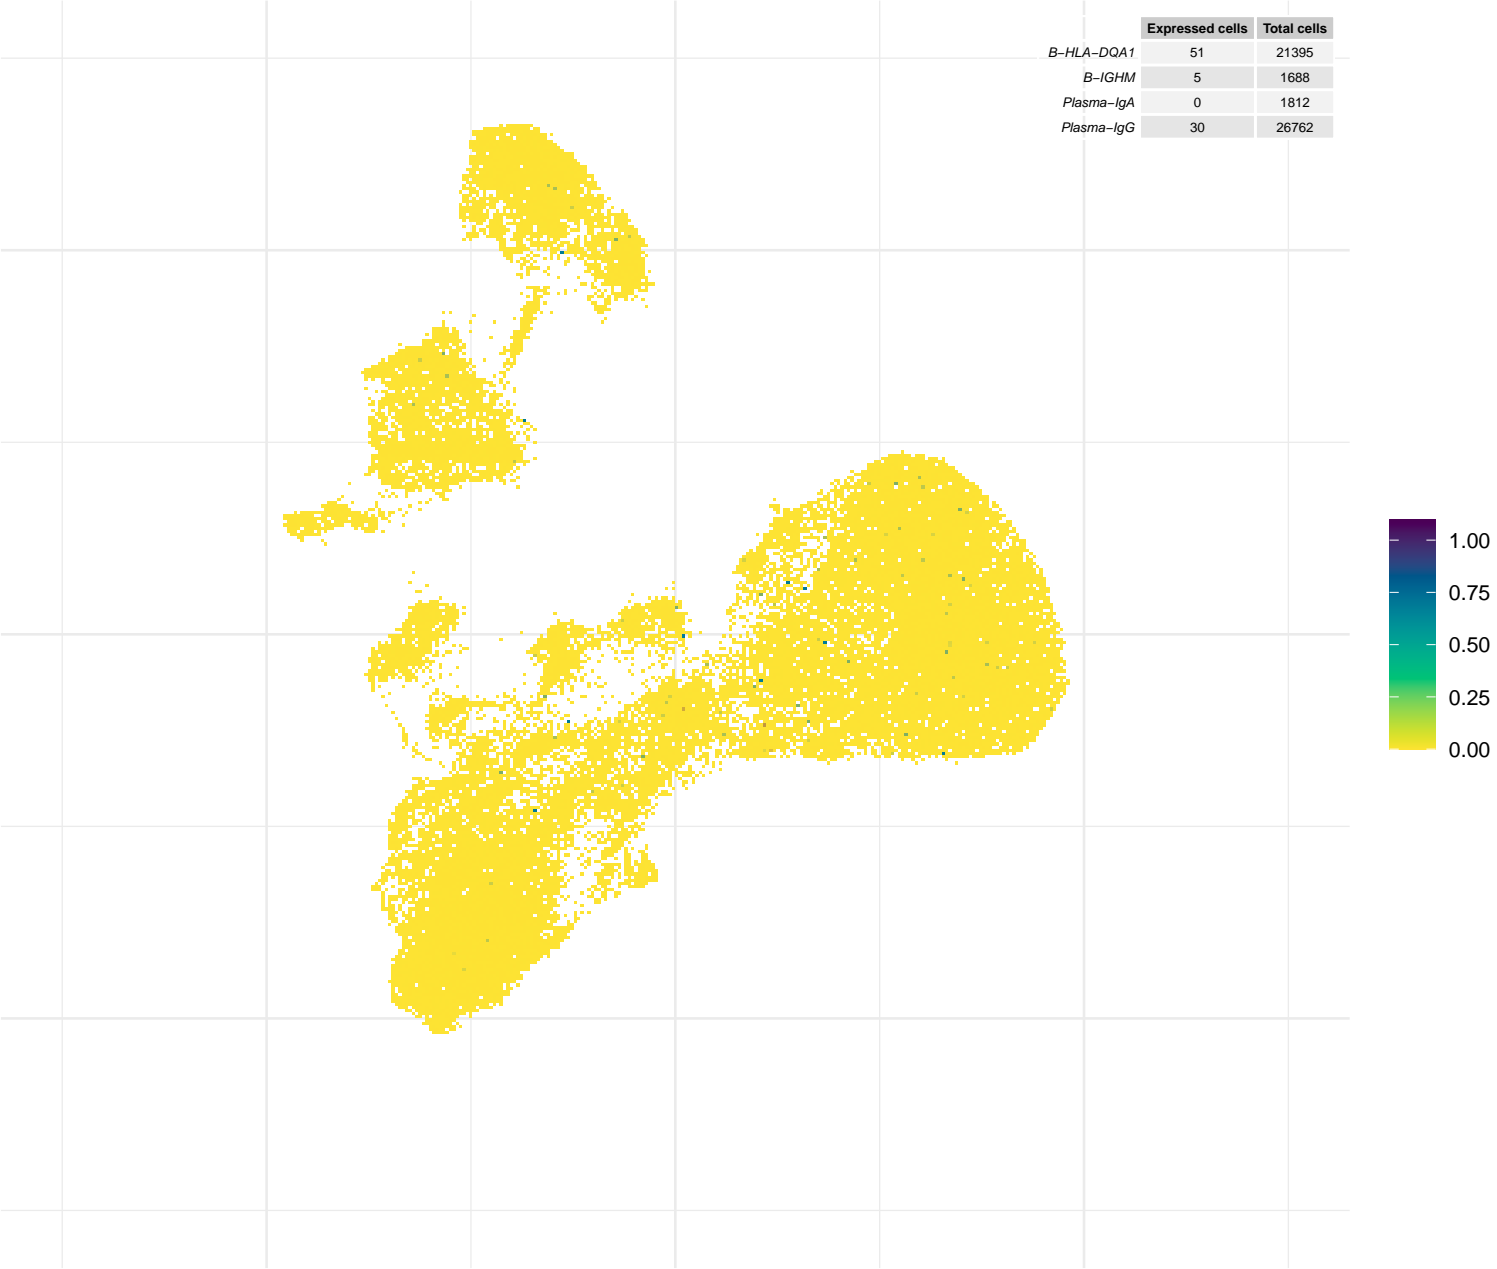 Expressed cells Total cells
B−HLA−DQA1 51 21395
B−IGHM 5 1688
Plasma−IgA 0 1812
Plasma−IgG 30 26762
1.00
0.75
0.50
0.25
0.00